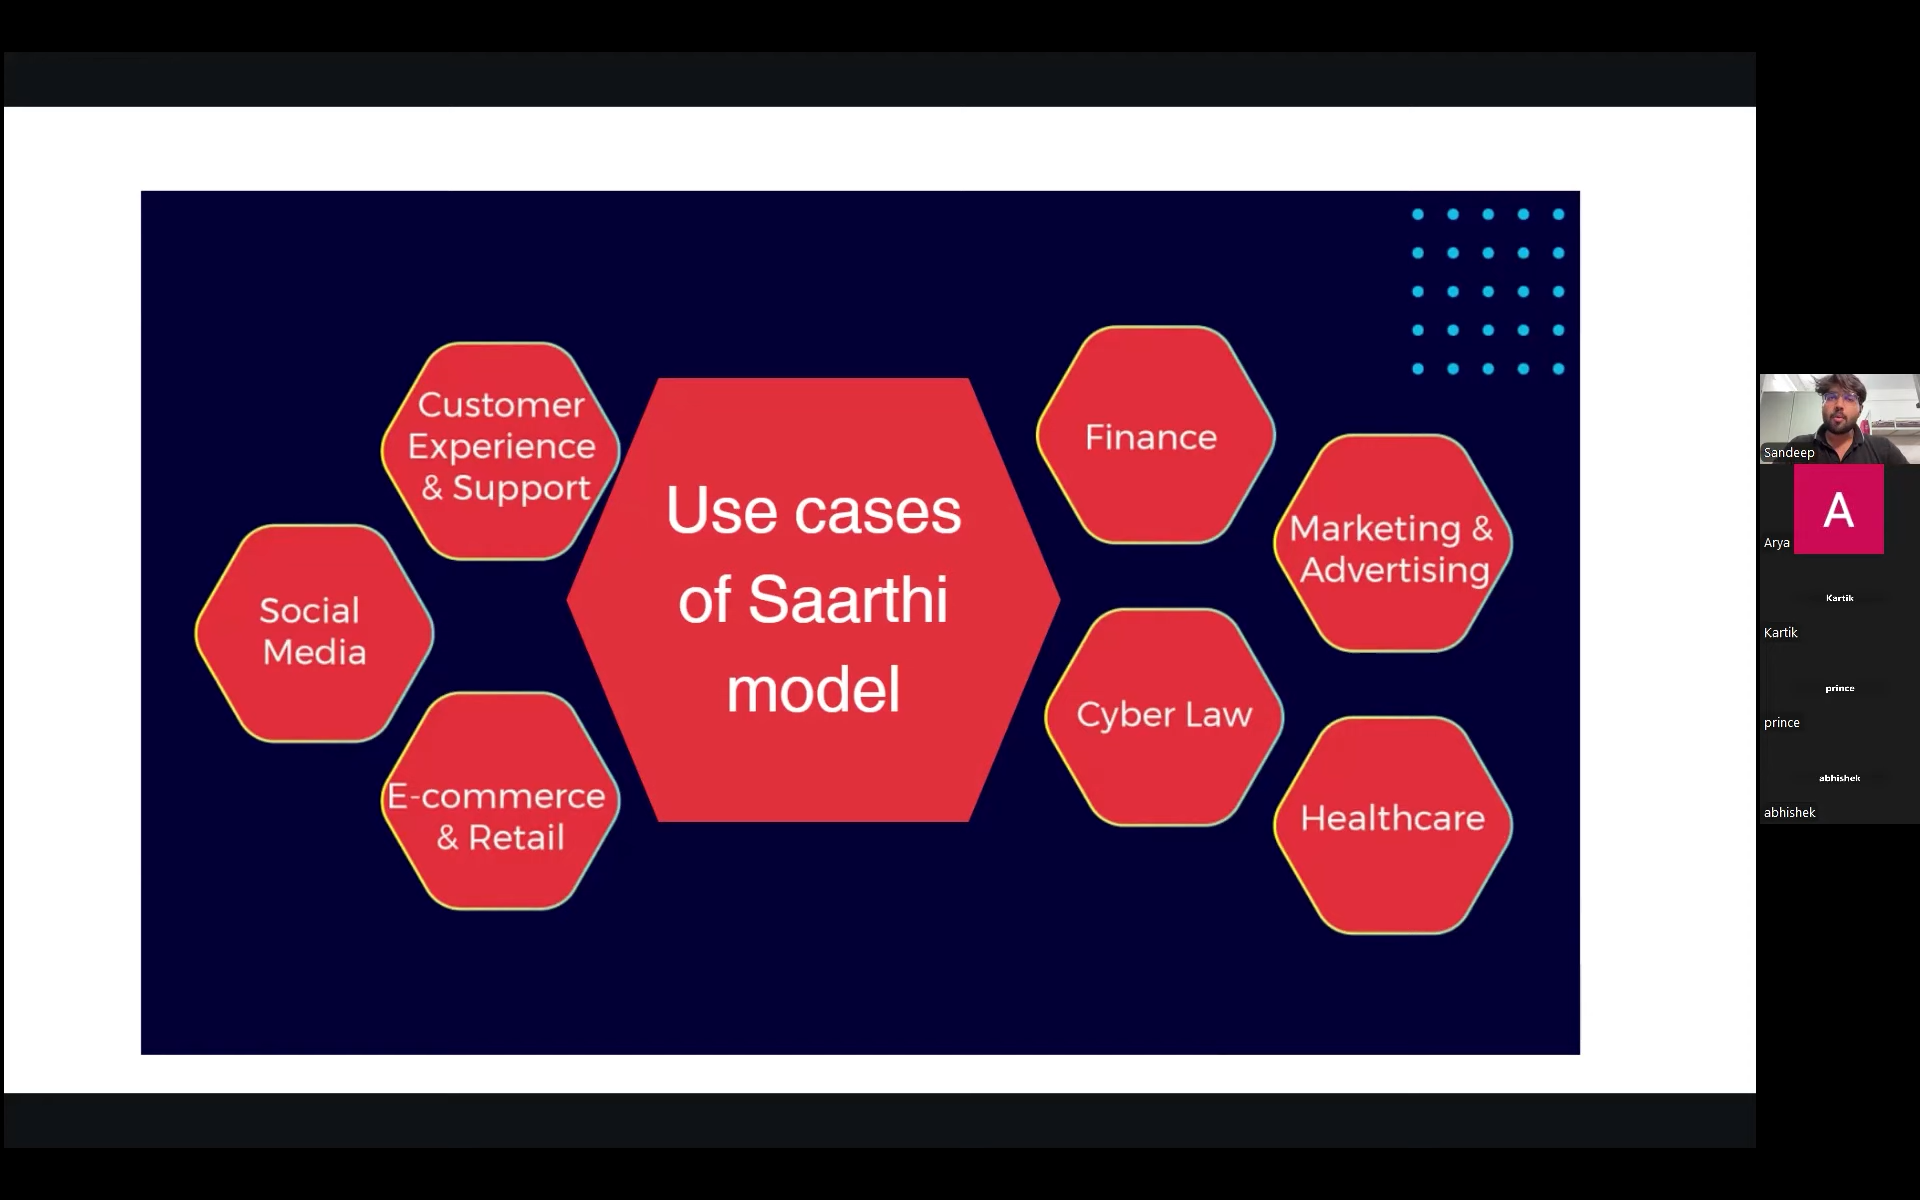 Customer
Experience
& Support
Social
Media
E-commerce
& Retail
Use cases
of Saarthi
model
Finance
Marketing &
Advertising
Cyber Law
Healthcare
Sandeep
A
Arya
Kartik
Kartik
prince
prince
abhishek
abhishek